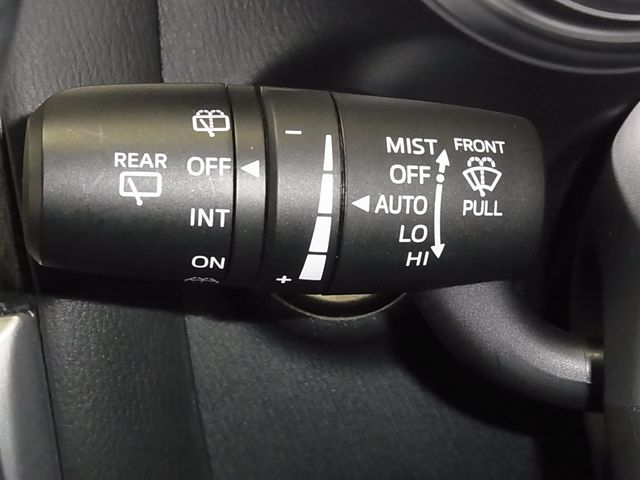 REAR
OFF
INT
ON
−
+
MIST
OFF
AUTO
LO
HI
FRONT
PULL